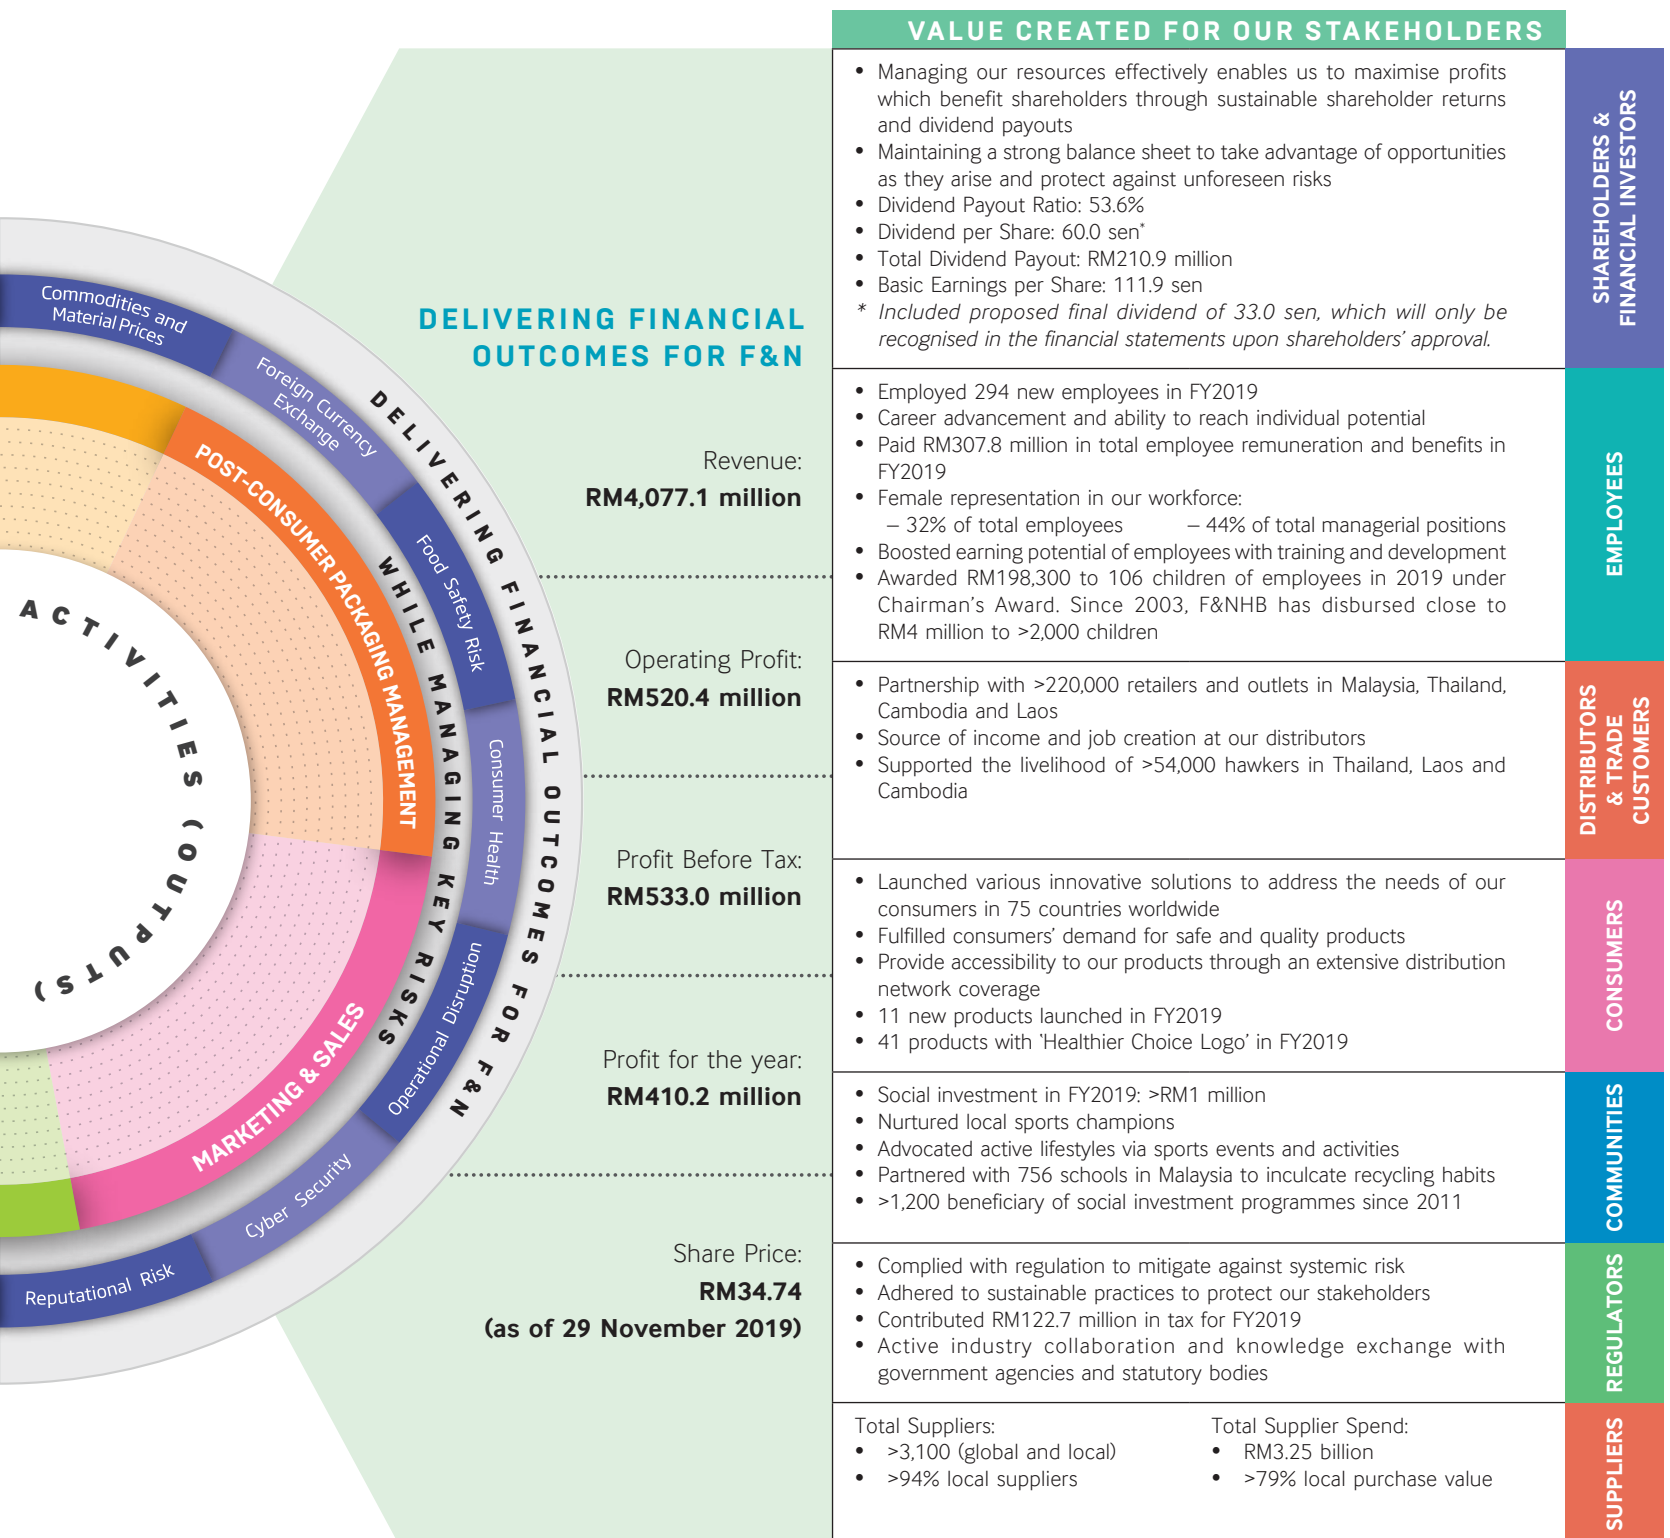 ACTIVITIES (OUTPUTS)
POST-CONSUMER PACKAGING MANAGEMENT
MARKETING & SALES
WHILE MANAGING KEY RISKS
Commodities and
Material Prices
Foreign Currency
Exchange
Food Safety Risk
Consumer Health
Operational Disruption
Cyber Security
Reputational Risk
DELIVERING FINANCIAL OUTCOMES FOR F&N
DELIVERING FINANCIAL
OUTCOMES FOR F&N
Revenue:
RM4,077.1 million
Operating Profit:
RM520.4 million
Profit Before Tax:
RM533.0 million
Profit for the year:
RM410.2 million
Share Price:
RM34.74
(as of 29 November 2019)
VALUE CREATED FOR OUR STAKEHOLDERS
• Managing our resources effectively enables us to maximise profits
which benefit shareholders through sustainable shareholder returns
and dividend payouts
• Maintaining a strong balance sheet to take advantage of opportunities
as they arise and protect against unforeseen risks
• Dividend Payout Ratio: 53.6%
• Dividend per Share: 60.0 sen*
• Total Dividend Payout: RM210.9 million
• Basic Earnings per Share: 111.9 sen
* Included proposed final dividend of 33.0 sen, which will only be
recognised in the financial statements upon shareholders' approval.
SHAREHOLDERS &
FINANCIAL INVESTORS
• Employed 294 new employees in FY2019
• Career advancement and ability to reach individual potential
• Paid RM307.8 million in total employee remuneration and benefits in
FY2019
• Female representation in our workforce:
– 32% of total employees – 44% of total managerial positions
• Boosted earning potential of employees with training and development
• Awarded RM198,300 to 106 children of employees in 2019 under
Chairman's Award. Since 2003, F&NHB has disbursed close to
RM4 million to >2,000 children
EMPLOYEES
• Partnership with >220,000 retailers and outlets in Malaysia, Thailand,
Cambodia and Laos
• Source of income and job creation at our distributors
• Supported the livelihood of >54,000 hawkers in Thailand, Laos and
Cambodia
DISTRIBUTORS
& TRADE
CUSTOMERS
• Launched various innovative solutions to address the needs of our
consumers in 75 countries worldwide
• Fulfilled consumers' demand for safe and quality products
• Provide accessibility to our products through an extensive distribution
network coverage
• 11 new products launched in FY2019
• 41 products with 'Healthier Choice Logo' in FY2019
CONSUMERS
• Social investment in FY2019: >RM1 million
• Nurtured local sports champions
• Advocated active lifestyles via sports events and activities
• Partnered with 756 schools in Malaysia to inculcate recycling habits
• >1,200 beneficiary of social investment programmes since 2011
COMMUNITIES
• Complied with regulation to mitigate against systemic risk
• Adhered to sustainable practices to protect our stakeholders
• Contributed RM122.7 million in tax for FY2019
• Active industry collaboration and knowledge exchange with
government agencies and statutory bodies
REGULATORS
Total Suppliers:
• >3,100 (global and local)
• >94% local suppliers
Total Supplier Spend:
• RM3.25 billion
• >79% local purchase value
SUPPLIERS